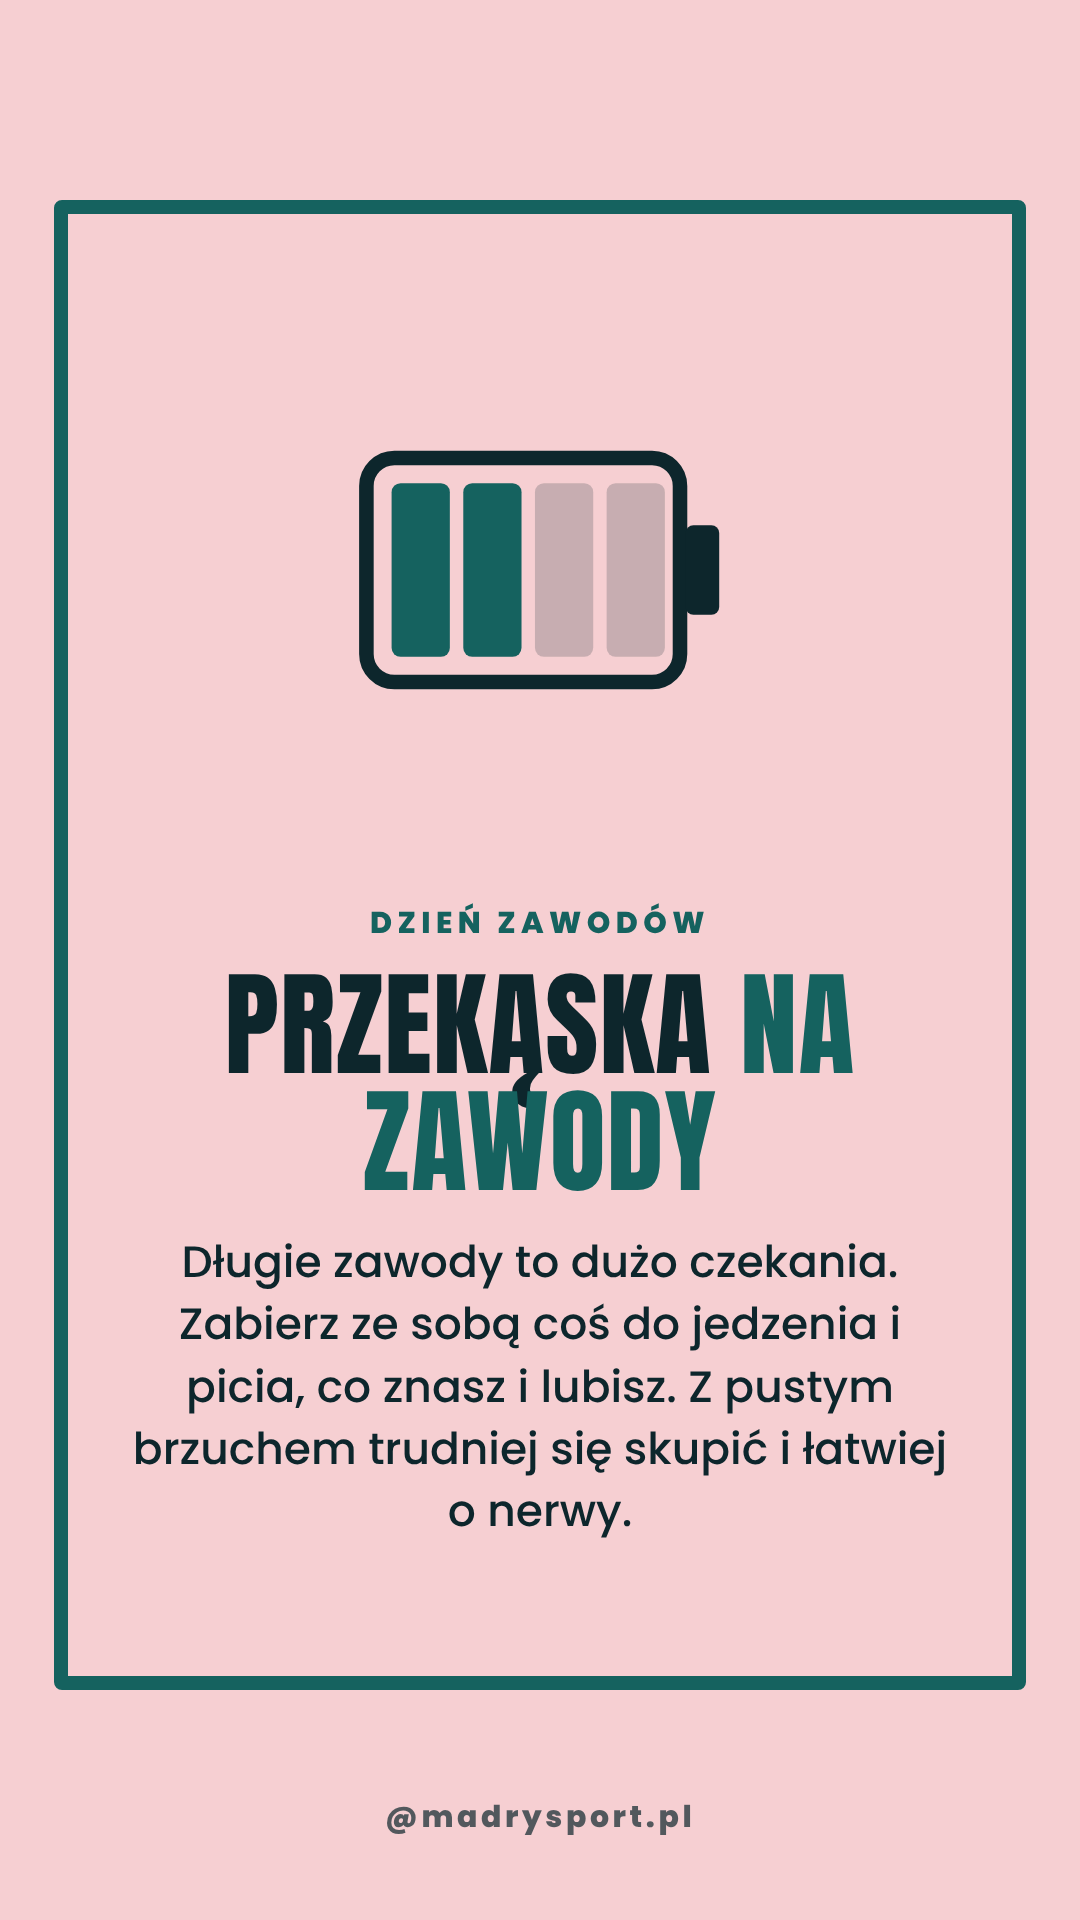 DZIEŃ ZAWODÓW
PRZEKĄSKA NA
ZAWODY
Długie zawody to dużo czekania.
Zabierz ze sobą coś do jedzenia i
picia, co znasz i lubisz. Z pustym
brzuchem trudniej się skupić i łatwiej
o nerwy.
@madrysport.pl